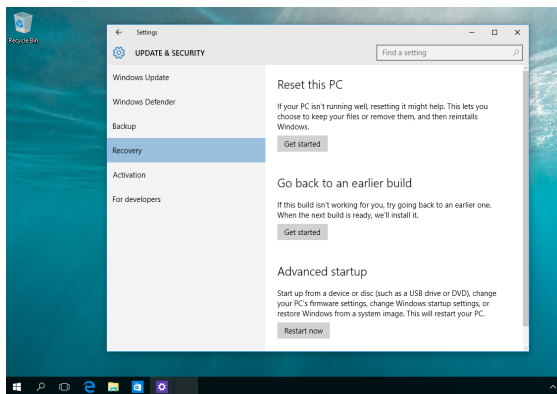 Recycle Bin
Settings
UPDATE & SECURITY
Find a setting
Windows Update
Windows Defender
Backup
Recovery
Activation
For developers
Reset this PC
If your PC isn't running well, resetting it might help. This lets you
choose to keep your files or remove them, and then reinstalls
Windows.
Get started
Go back to an earlier build
If this build isn't working for you, try going back to an earlier one.
When the next build is ready, we'll install it.
Get started
Advanced startup
Start up from a device or disc (such as a USB drive or DVD), change
your PC's firmware settings, change Windows startup settings, or
restore Windows from a system image. This will restart your PC.
Restart now